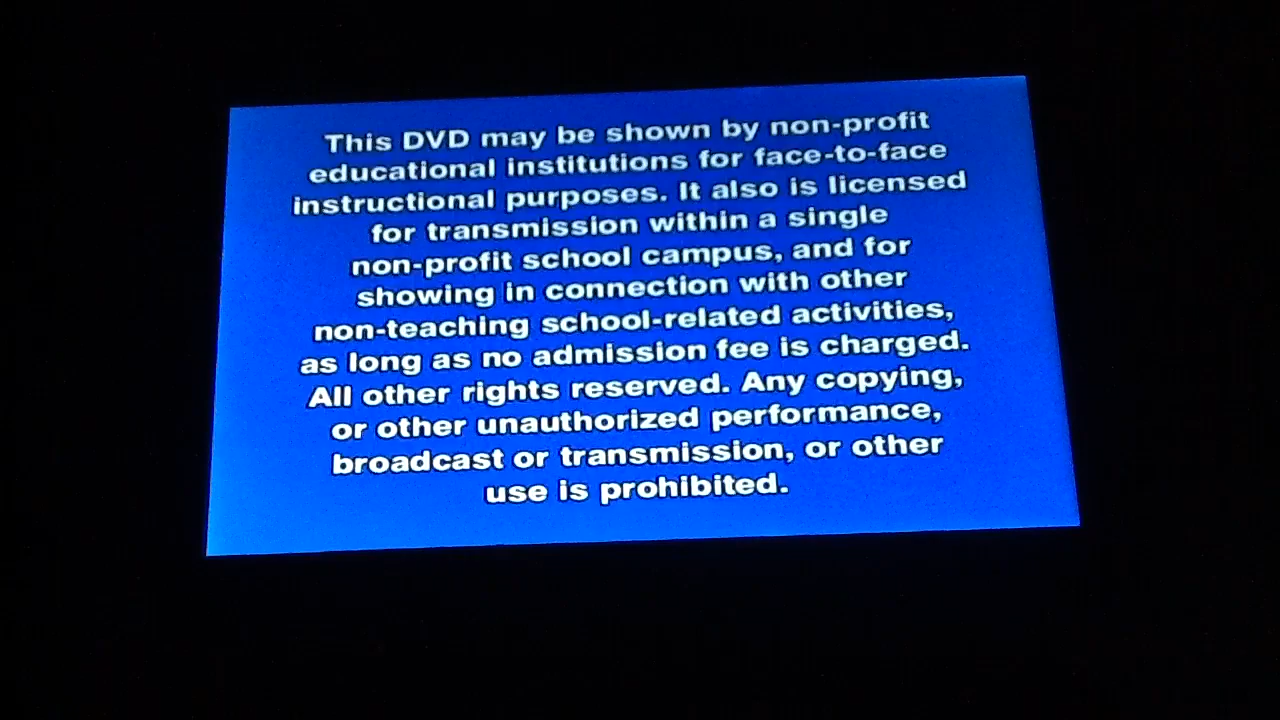 This DVD may be shown by non-profit
educational institutions for face-to-face
instructional purposes. It also is licensed
for transmission within a single
non-profit school campus, and for
showing in connection with other
non-teaching school-related activities,
as long as no admission fee is charged.
All other rights reserved. Any copying,
or other unauthorized performance,
broadcast or transmission, or other
use is prohibited.